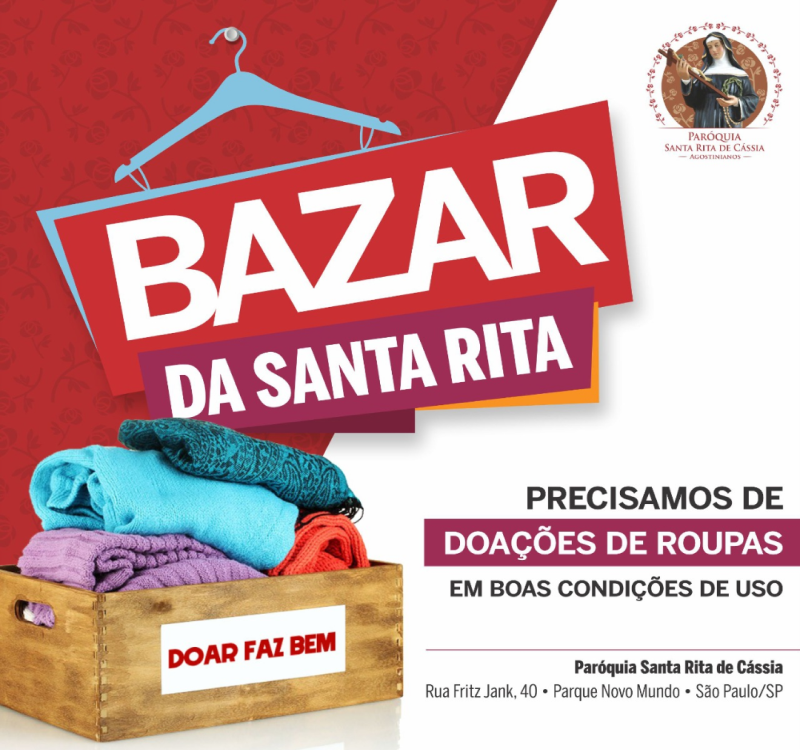 PARÓQUIA
SANTA RITA DE CÁSSIA
AGOSTINIANOS
BAZAR
DA SANTA RITA
PRECISAMOS DE
DOAÇÕES DE ROUPAS
EM BOAS CONDIÇÕES DE USO
DOAR FAZ BEM
Paróquia Santa Rita de Cássia
Rua Fritz Jank, 40 • Parque Novo Mundo • São Paulo/SP